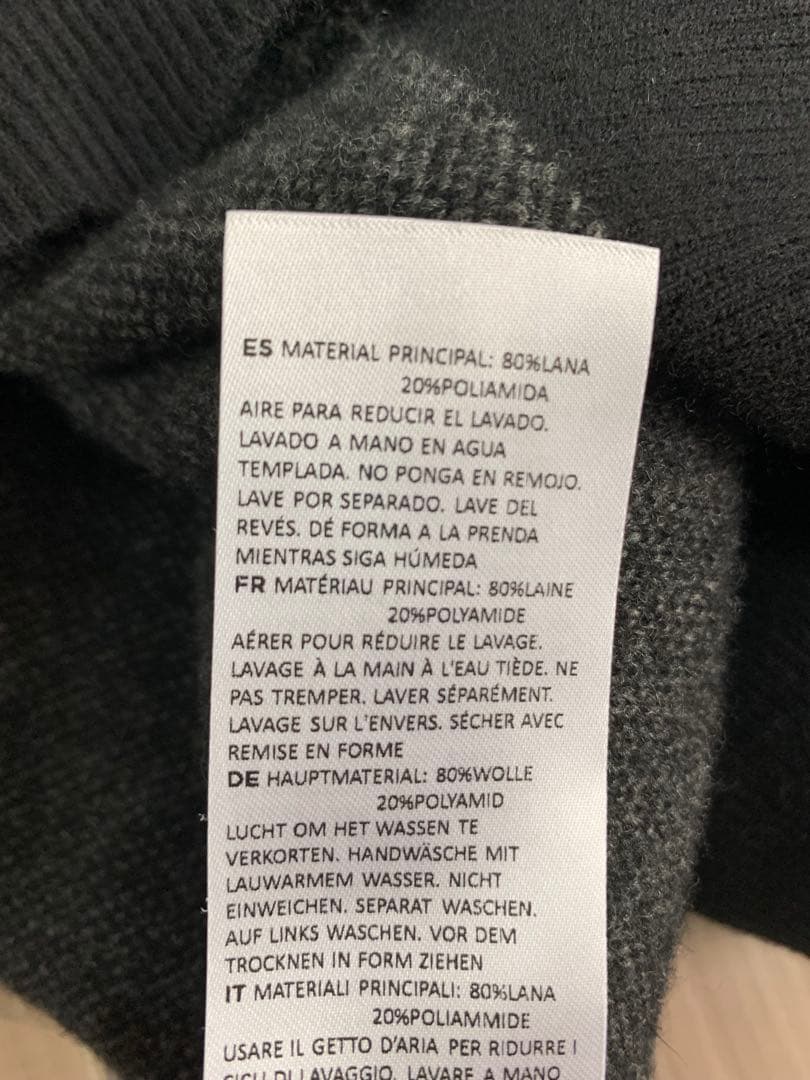 ES MATERIAL PRINCIPAL: 80%LANA
20%POLIAMIDA
AIRE PARA REDUCIR EL LAVADO.
LAVADO A MANO EN AGUA
TEMPLADA. NO PONGA EN REMOJO.
LAVE POR SEPARADO. LAVE DEL
REVÉS. DÉ FORMA A LA PRENDA
MIENTRAS SIGA HÚMEDA
FR MATÉRIAU PRINCIPAL: 80%LAINE
20%POLYAMIDE
AÉRER POUR RÉDUIRE LE LAVAGE.
LAVAGE À LA MAIN À L'EAU TIÈDE. NE
PAS TREMPER. LAVER SÉPARÉMENT.
LAVAGE SUR L'ENVERS. SÉCHER AVEC
REMISE EN FORME
DE HAUPTMATERIAL: 80%WOLLE
20%POLYAMID
LUCHT OM HET WASSEN TE
VERKORTEN. HANDWÄSCHE MIT
LAUWARMEM WASSER. NICHT
EINWEICHEN. SEPARAT WASCHEN.
AUF LINKS WASCHEN. VOR DEM
TROCKNEN IN FORM ZIEHEN
IT MATERIALI PRINCIPALI: 80%LANA
20%POLIAMMIDE
USARE IL GETTO D'ARIA PER RIDURRE I
CICLI DI LAVAGGIO. LAVARE A MANO